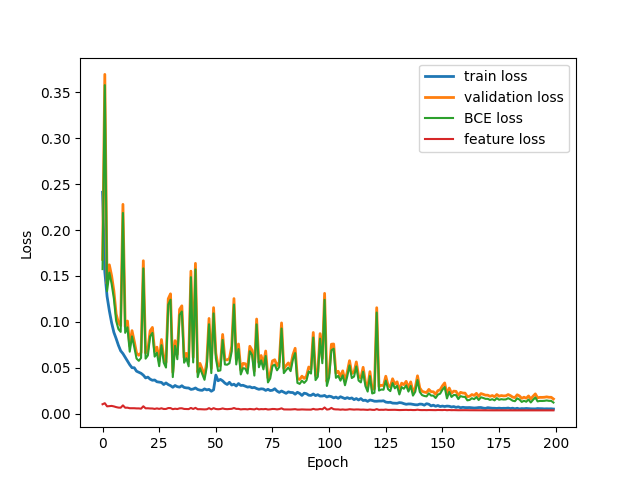 train loss
validation loss
BCE loss
feature loss
0.35
0.30
0.25
0.20
0.15
0.10
0.05
0.00
Loss
0 25 50 75 100 125 150 175 200
Epoch